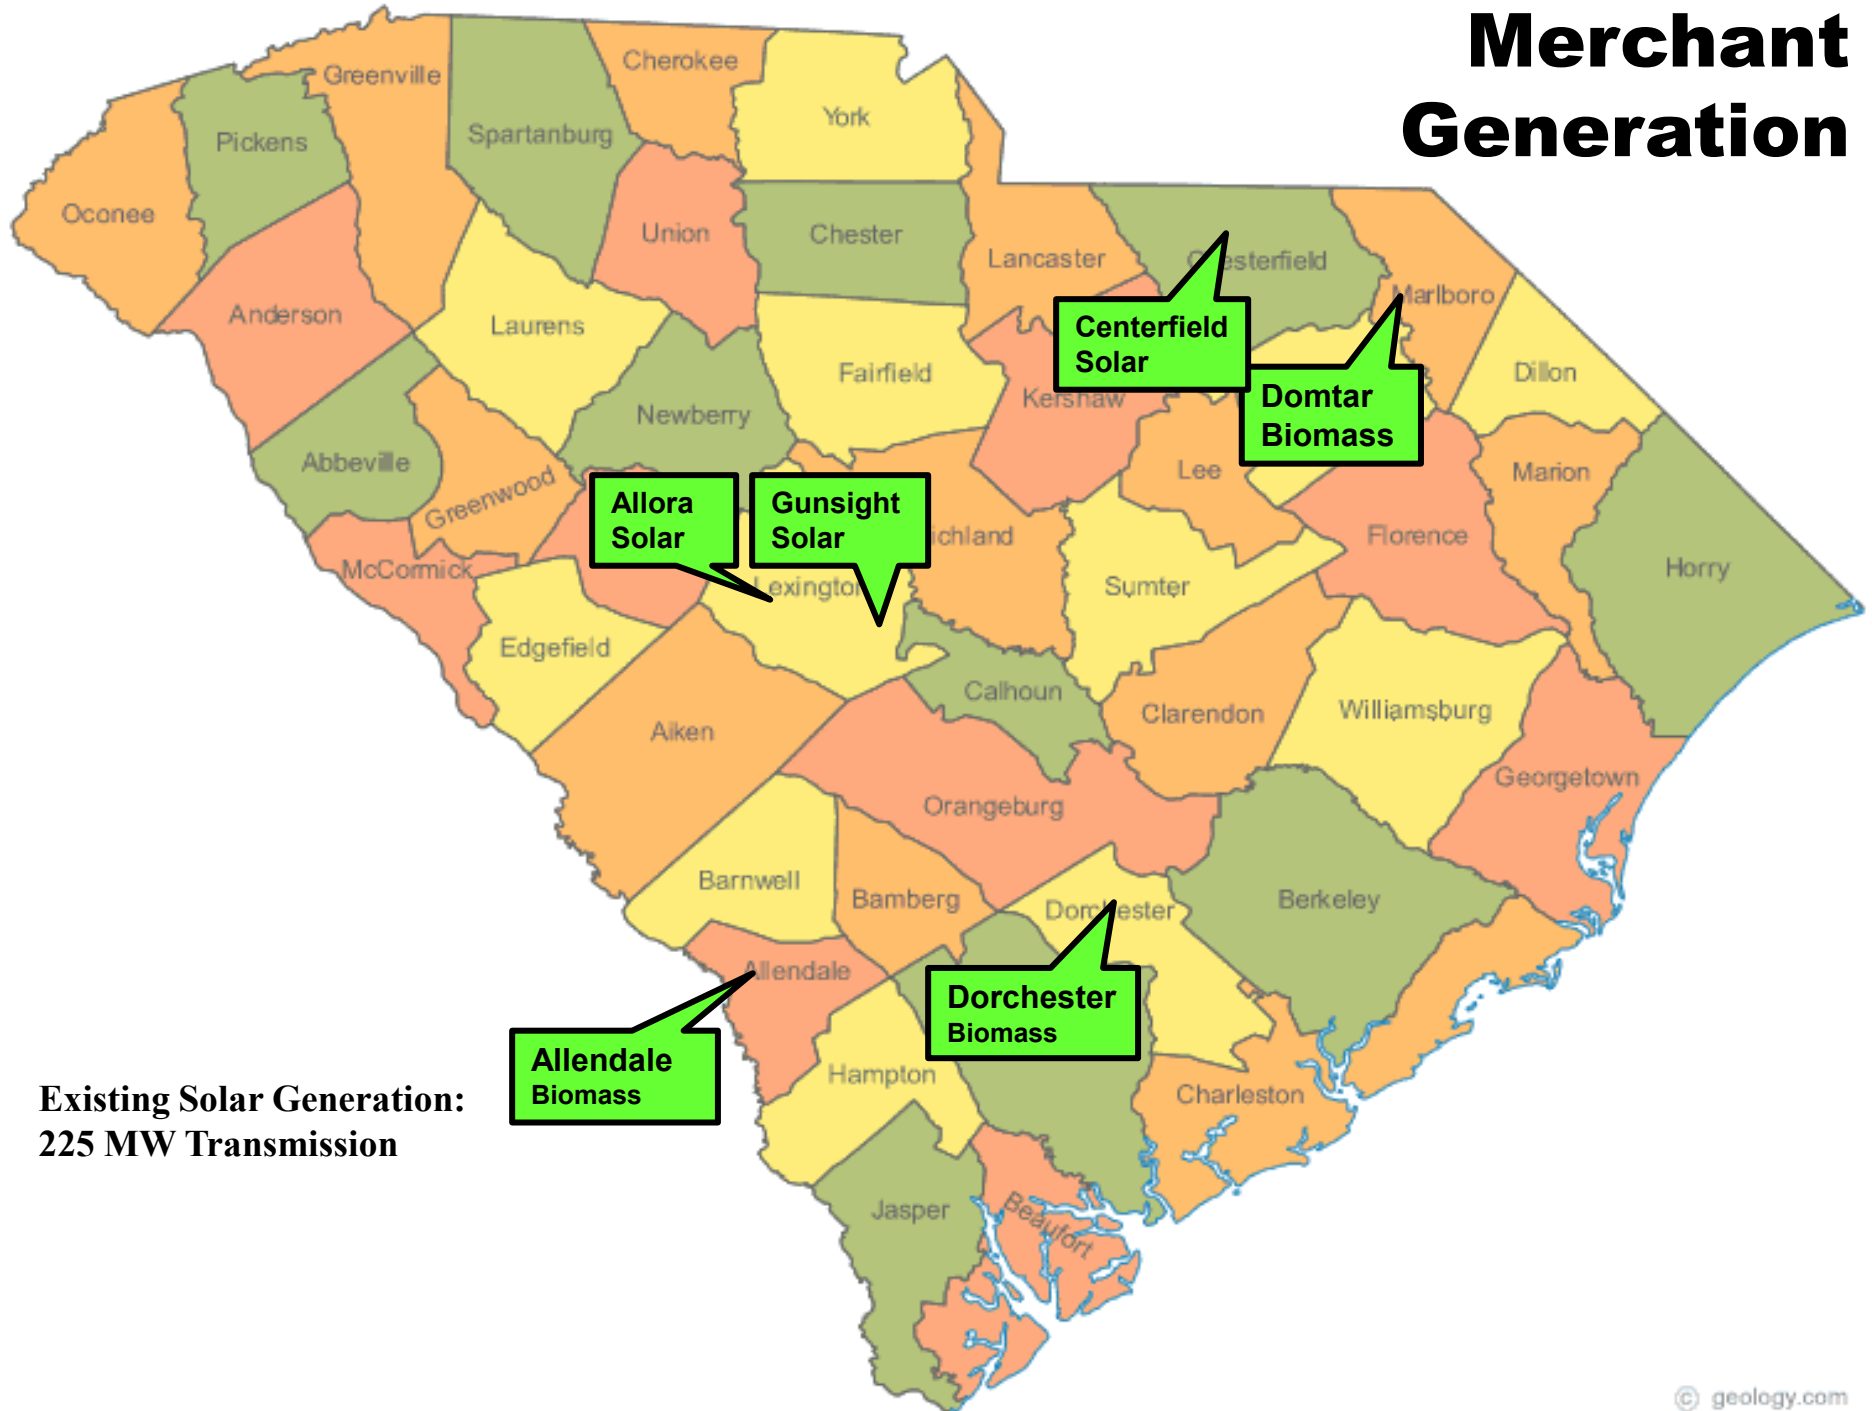 Merchant
Generation
Cherokee
Greenville
York
Spartanburg
Pickens
Oconee
Union
Chester
Lancaster
Marlboro
Anderson
Laurens
Centerfield
Solar
Fairfield
Dillon
Kershaw
Domtar
Biomass
Newberry
Abbeville
Greenwood
Lee
Marion
Allora
Solar
Gunsight
Solar
Florence
McCormick
Horry
Sumter
Edgefield
Calhoun
Clarendon
Williamsburg
Aiken
Georgetown
Orangeburg
Barnwell
Bamberg
Berkeley
Dorchester
Allendale
Dorchester
Biomass
Allendale
Biomass
Hampton
Charleston
Existing Solar Generation:
225 MW Transmission
Jasper
Beaufort
© geology.com